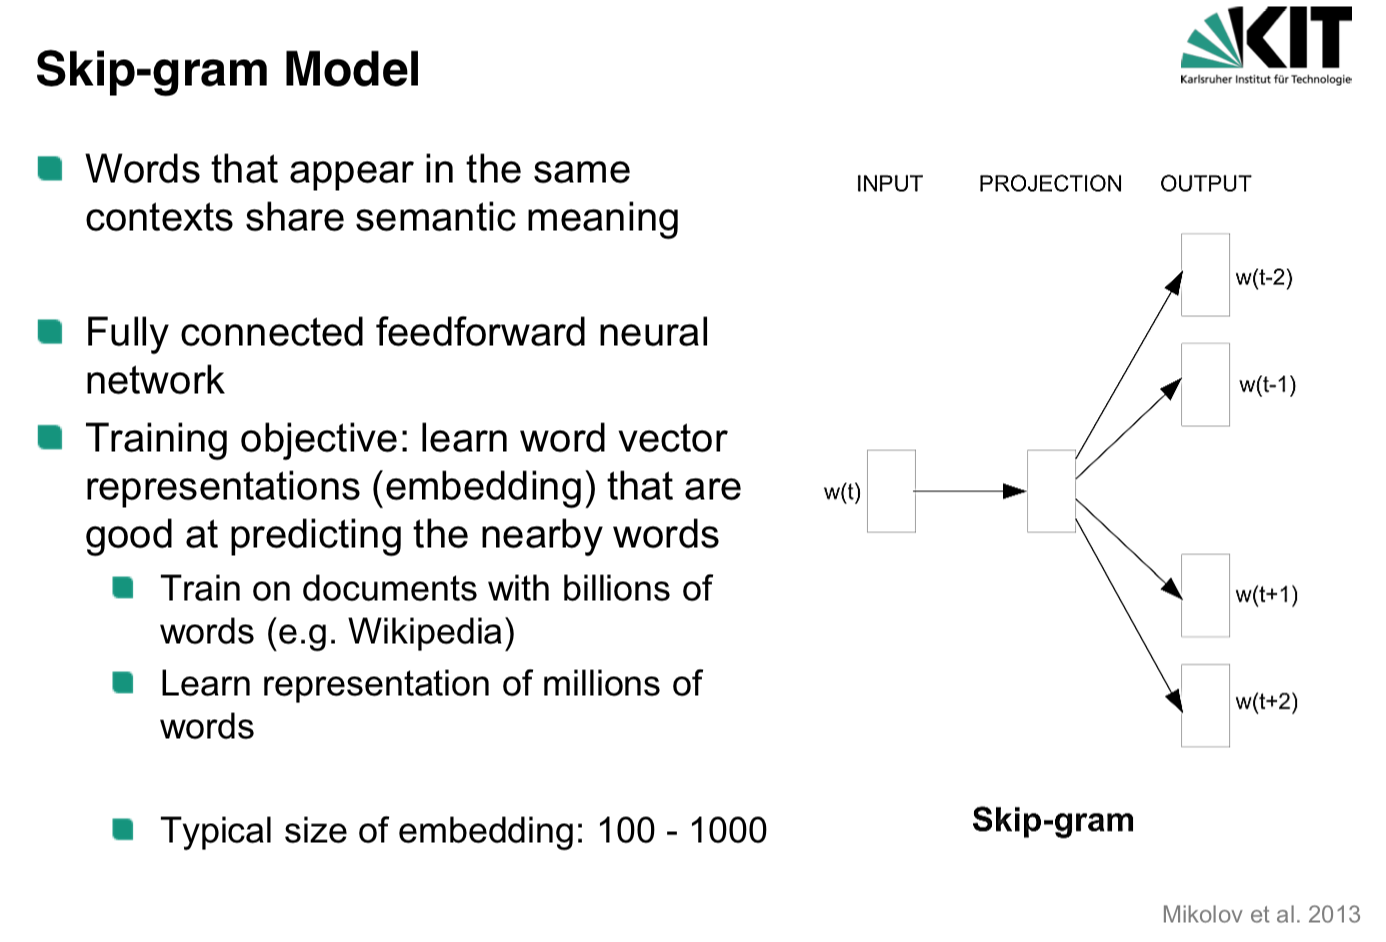 Skip-gram Model
KIT
Karlsruher Institut für Technologie
Words that appear in the same
contexts share semantic meaning
Fully connected feedforward neural
network
Training objective: learn word vector
representations (embedding) that are
good at predicting the nearby words
Train on documents with billions of
words (e.g. Wikipedia)
Learn representation of millions of
words
Typical size of embedding: 100 - 1000
INPUT PROJECTION OUTPUT
w(t-2)
w(t-1)
w(t)
w(t+1)
w(t+2)
Skip-gram
Mikolov et al. 2013